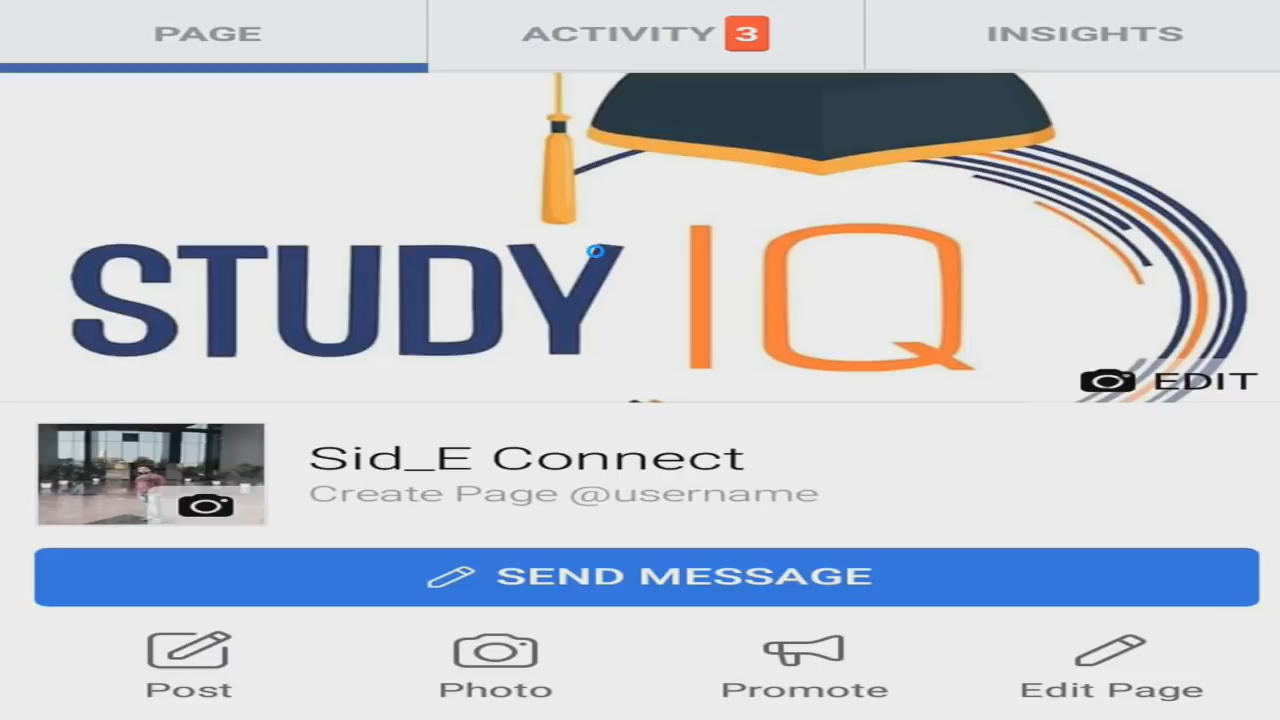 PAGE
ACTIVITY 3
INSIGHTS
STUDY IQ
EDIT
Sid_E Connect
Create Page @username
SEND MESSAGE
Post
Photo
Promote
Edit Page